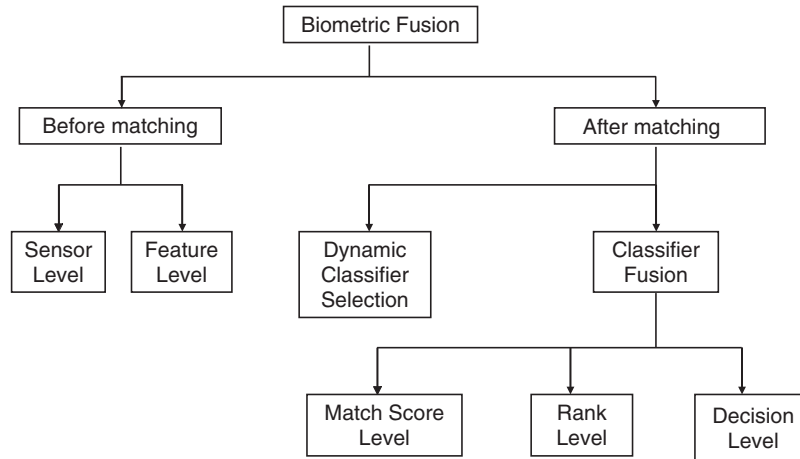 Biometric Fusion
Before matching
After matching
Sensor
Level
Feature
Level
Dynamic
Classifier
Selection
Classifier
Fusion
Match Score
Level
Rank
Level
Decision
Level